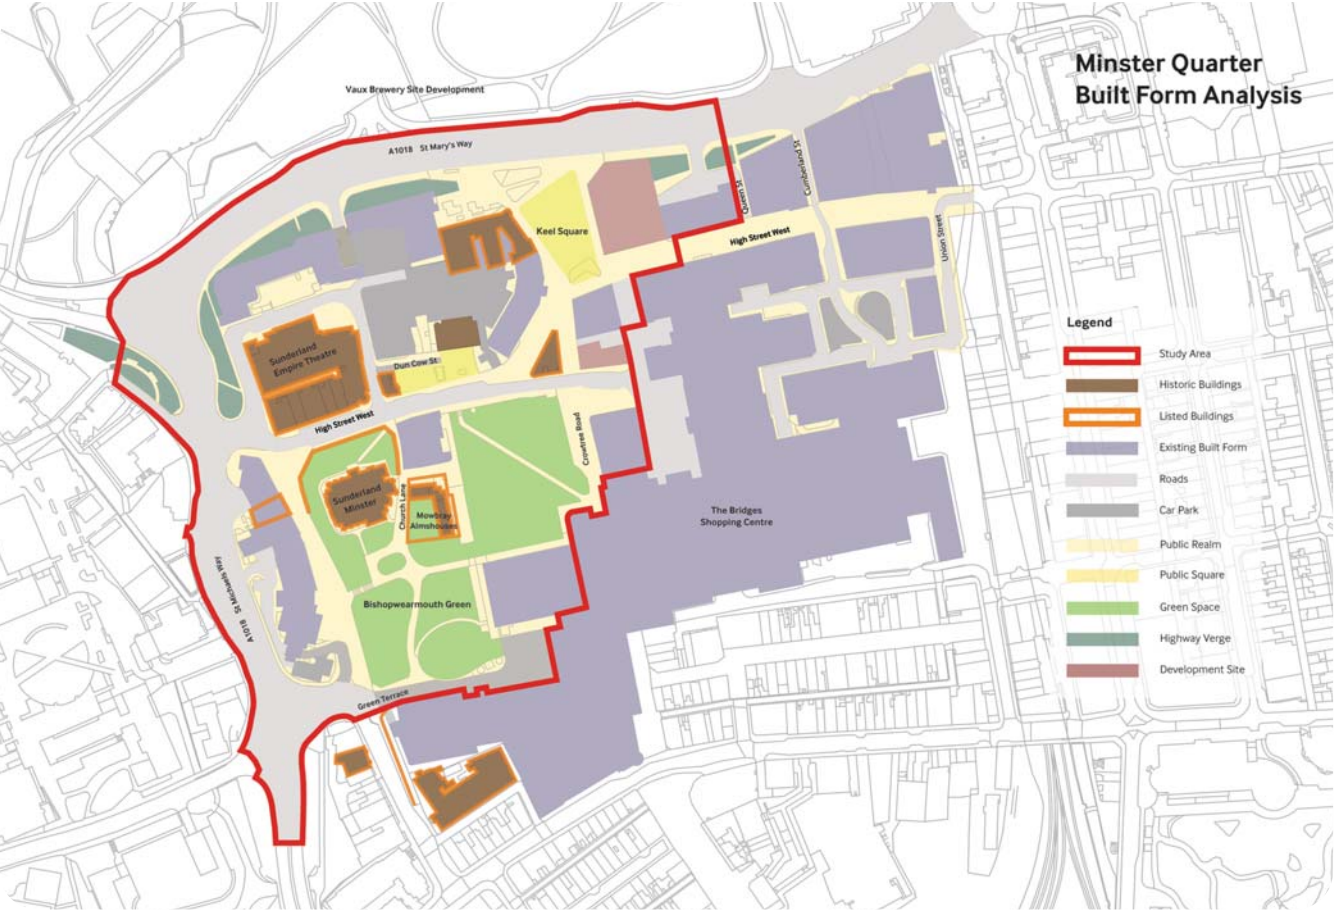 Minster Quarter
Built Form Analysis
Vaux Brewery Site Development
A1018 St Mary's Way
Cumberland St
Queen St
Keel Square
High Street West
Union Street
Sunderland
Empire Theatre
Dun Cow St
High Street West
Crowtree Road
Sunderland
Minster
Church Lane
Mowbray
Almshouses
The Bridges
Shopping Centre
A1018 St Michaels Way
Bishopwearmouth Green
Green Terrace
Legend
Study Area
Historic Buildings
Listed Buildings
Existing Built Form
Roads
Car Park
Public Realm
Public Square
Green Space
Highway Verge
Development Site